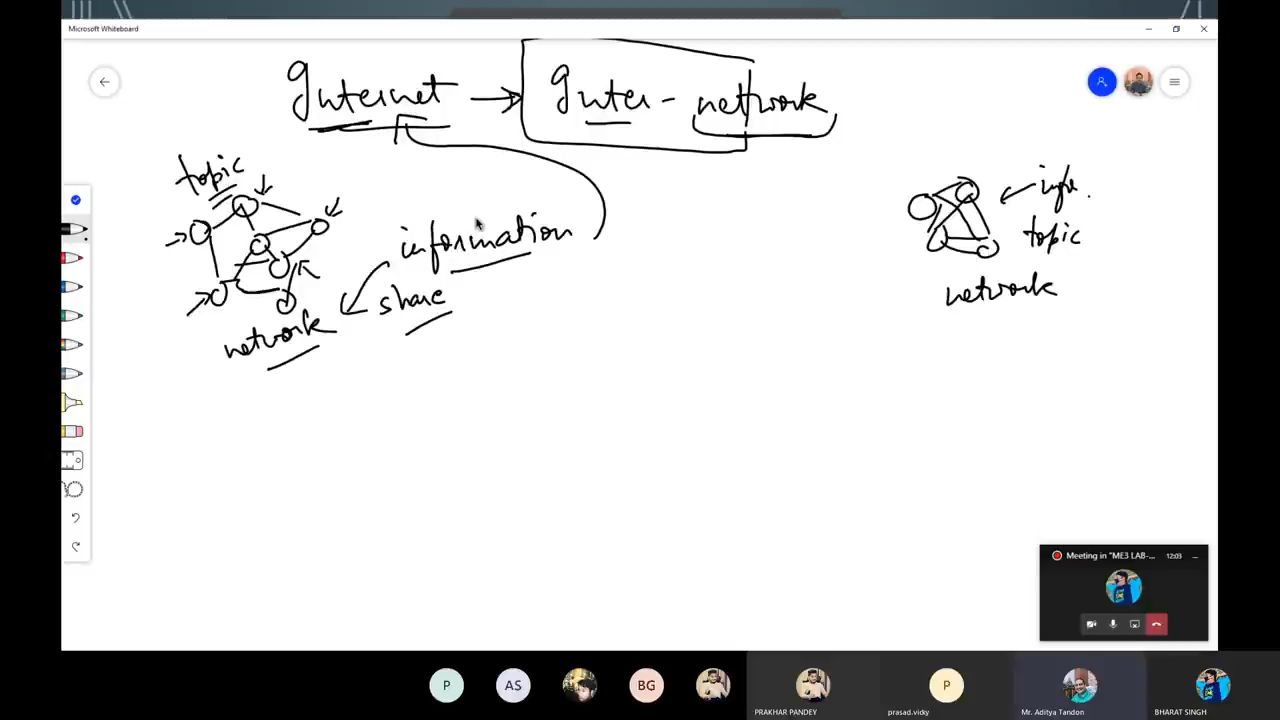 Microsoft Whiteboard
Internet → Inter - network
topic
information
share
network
info.
topic
network
Meeting in "ME3 LAB-... 12:03
P
AS
BG
P
PRAKHAR PANDEY
prasad.vicky
Mr. Aditya Tandon
BHARAT SINGH